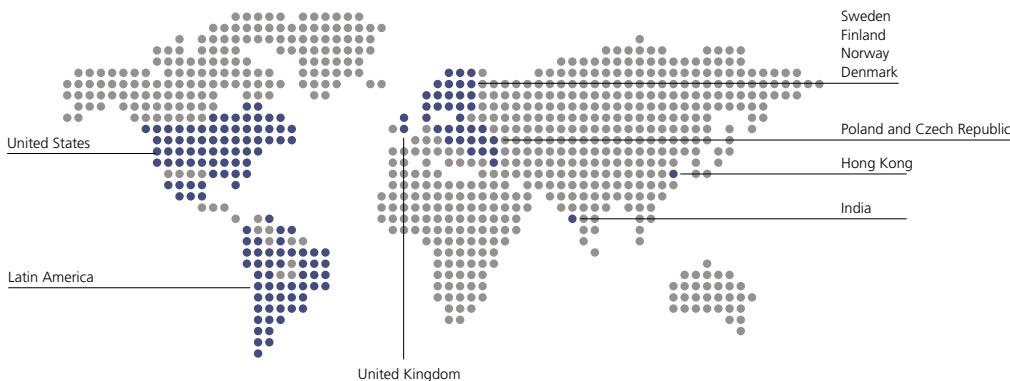 Sweden
Finland
Norway
Denmark
Poland and Czech Republic
United States
Hong Kong
India
Latin America
United Kingdom